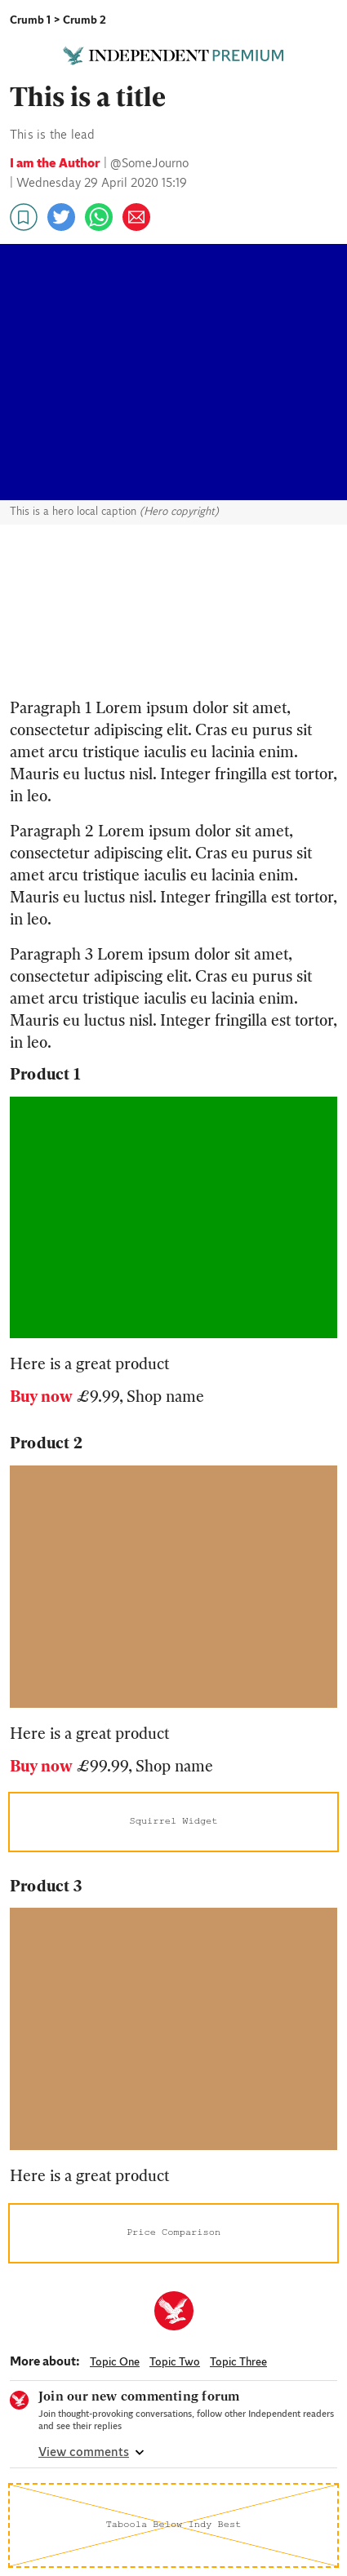 Crumb 1 > Crumb 2
INDEPENDENT PREMIUM
This is a title
This is the lead
I am the Author | @SomeJourno
| Wednesday 29 April 2020 15:19
This is a hero local caption (Hero copyright)
Paragraph 1 Lorem ipsum dolor sit amet,
consectetur adipiscing elit. Cras eu purus sit
amet arcu tristique iaculis eu lacinia enim.
Mauris eu luctus nisl. Integer fringilla est tortor,
in leo.
Paragraph 2 Lorem ipsum dolor sit amet,
consectetur adipiscing elit. Cras eu purus sit
amet arcu tristique iaculis eu lacinia enim.
Mauris eu luctus nisl. Integer fringilla est tortor,
in leo.
Paragraph 3 Lorem ipsum dolor sit amet,
consectetur adipiscing elit. Cras eu purus sit
amet arcu tristique iaculis eu lacinia enim.
Mauris eu luctus nisl. Integer fringilla est tortor,
in leo.
Product 1
Here is a great product
Buy now £9.99, Shop name
Product 2
Here is a great product
Buy now £99.99, Shop name
Squirrel Widget
Product 3
Here is a great product
Price Comparison
More about: Topic One Topic Two Topic Three
Join our new commenting forum
Join thought-provoking conversations, follow other Independent readers
and see their replies
View comments
Taboola Below Indy Best